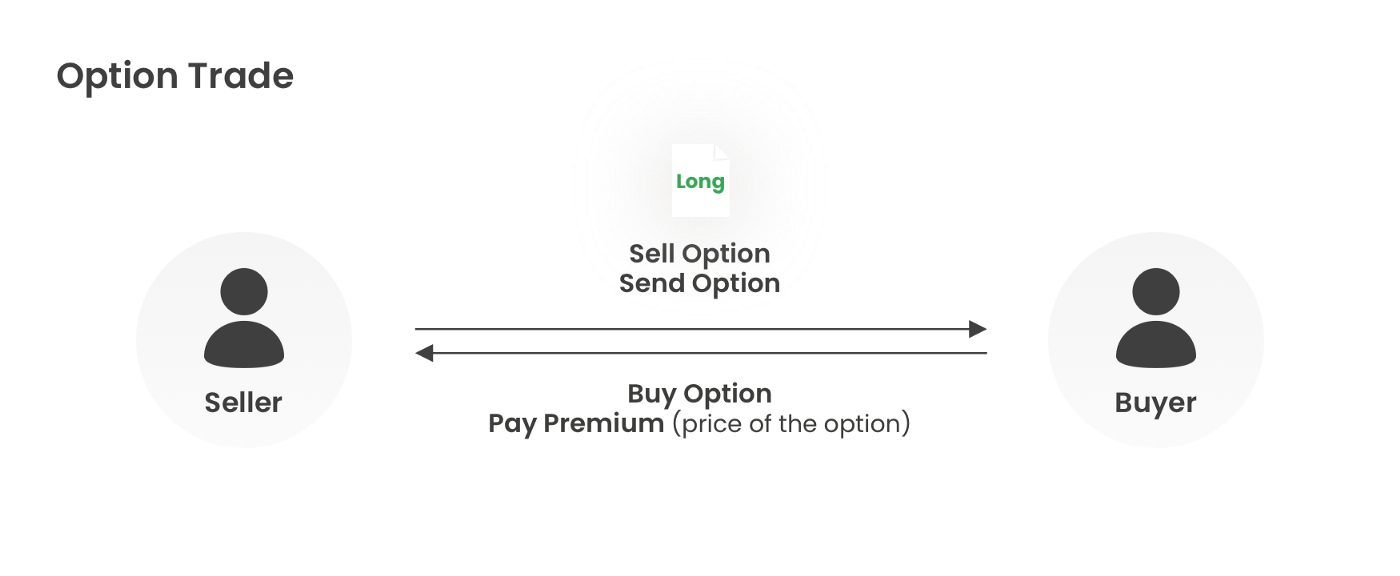 Option Trade
Long
Sell Option
Send Option
Buy Option
Pay Premium (price of the option)
Seller
Buyer